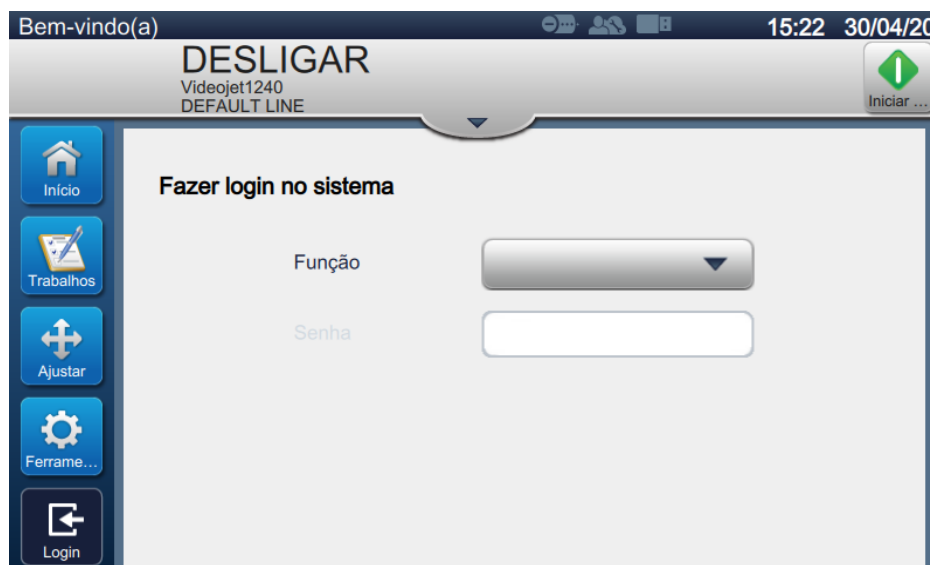 Bem-vindo(a) 15:22 30/04/20
DESLIGAR
Videojet1240
DEFAULT LINE
Iniciar ...
Início
Fazer login no sistema
Função
Trabalhos
Senha
Ajustar
Ferrame...
Login